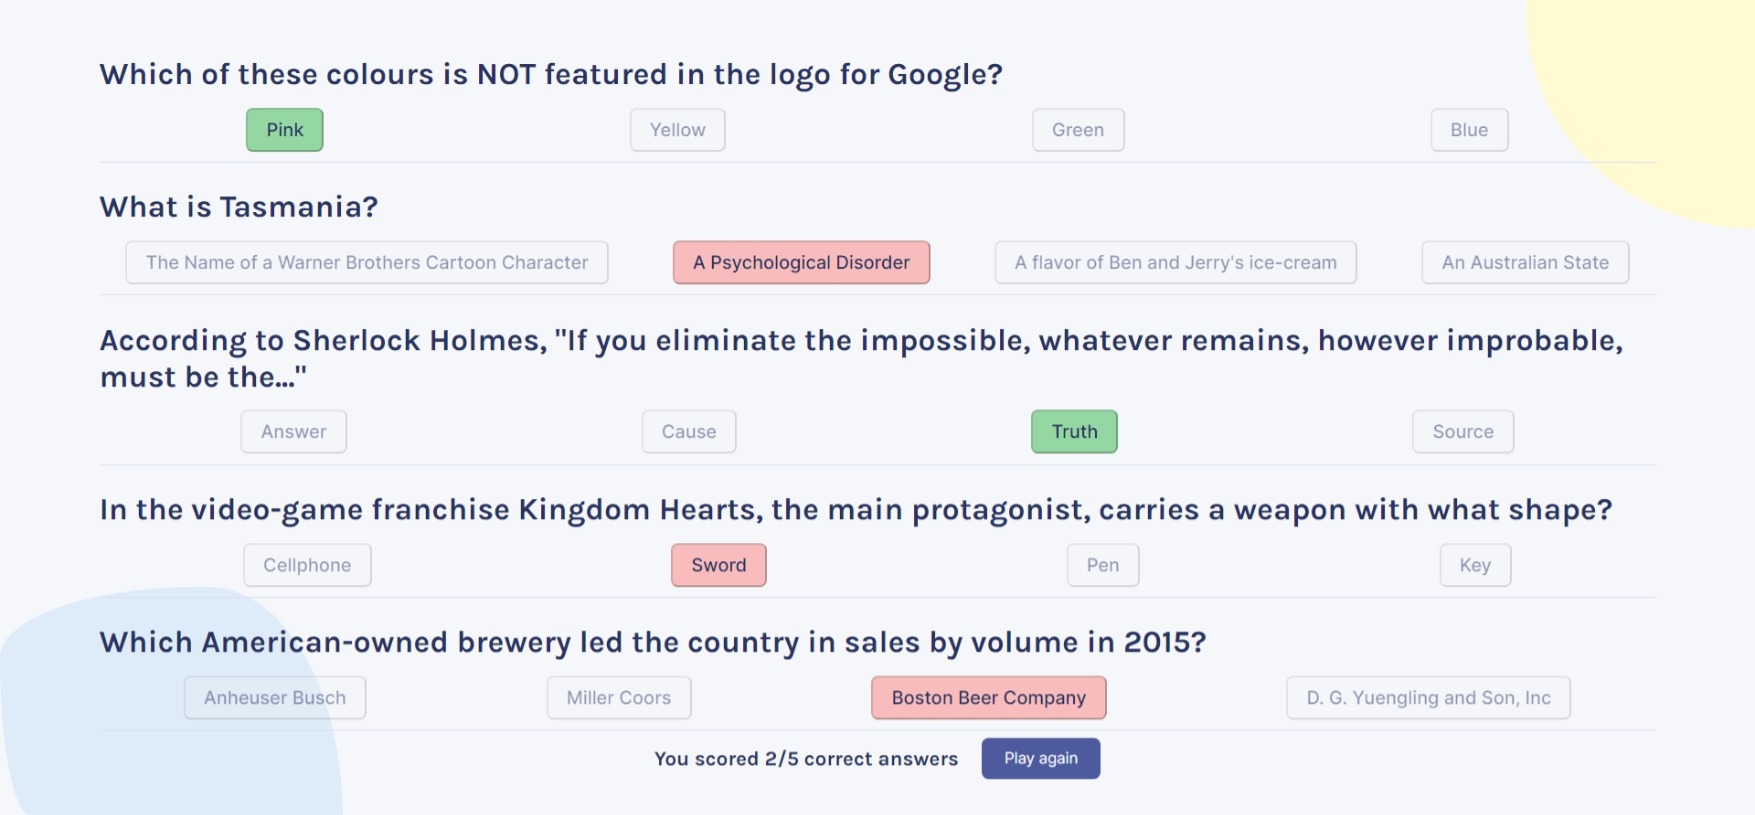 Which of these colours is NOT featured in the logo for Google?
Pink Yellow Green Blue
What is Tasmania?
The Name of a Warner Brothers Cartoon Character A Psychological Disorder A flavor of Ben and Jerry's ice-cream An Australian State
According to Sherlock Holmes, "If you eliminate the impossible, whatever remains, however improbable,
must be the..."
Answer Cause Truth Source
In the video-game franchise Kingdom Hearts, the main protagonist, carries a weapon with what shape?
Cellphone Sword Pen Key
Which American-owned brewery led the country in sales by volume in 2015?
Anheuser Busch Miller Coors Boston Beer Company D. G. Yuengling and Son, Inc
You scored 2/5 correct answers Play again